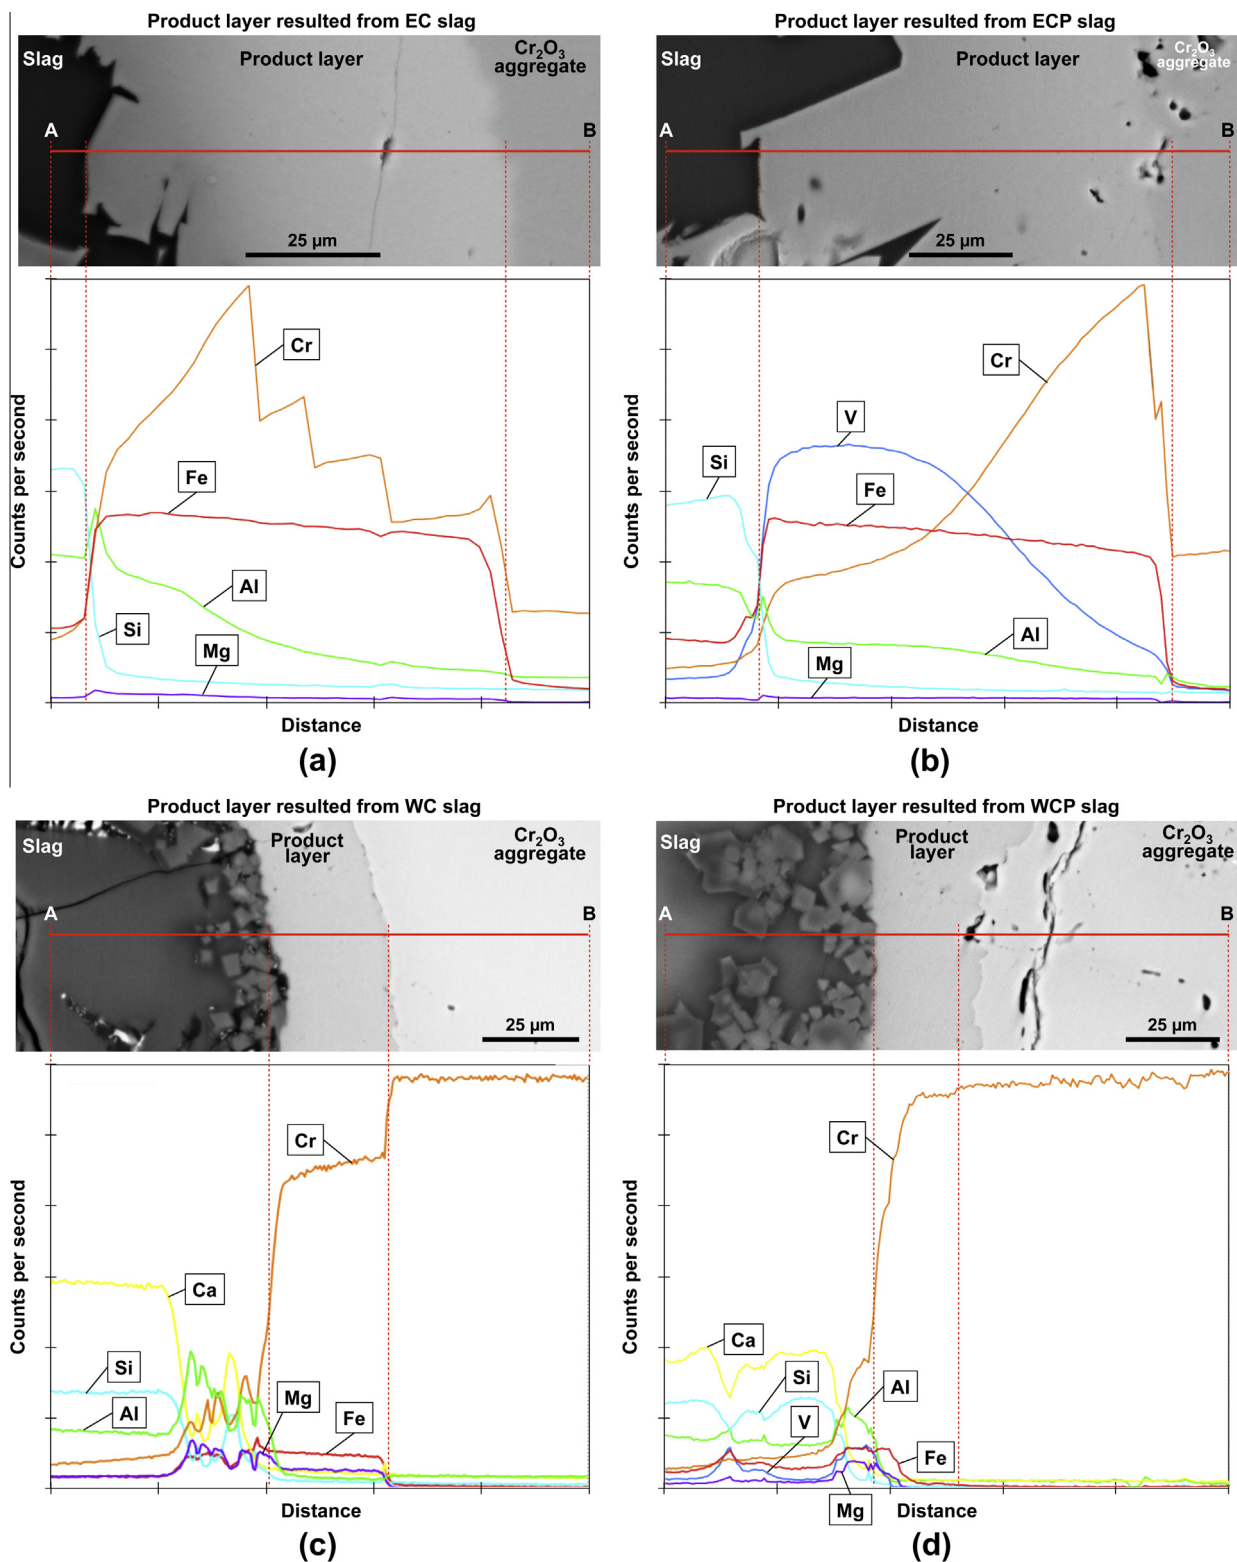 Product layer resulted from EC slag
Slag
Product layer
Cr₂O₃
aggregate
A
B
25 µm
Counts per second
Cr
Fe
Al
Si
Mg
Distance
(a)
Product layer resulted from ECP slag
Slag
Product layer
Cr₂O₃
aggregate
A
B
25 µm
Counts per second
Cr
V
Si
Fe
Al
Mg
Distance
(b)
Product layer resulted from WC slag
Slag
Product
layer
Cr₂O₃
aggregate
A
B
25 µm
Counts per second
Cr
Ca
Si
Al
Mg
Fe
Distance
(c)
Product layer resulted from WCP slag
Slag
Product
layer
Cr₂O₃
aggregate
A
B
25 µm
Counts per second
Cr
Ca
Si
Al
V
Fe
Mg
Distance
(d)